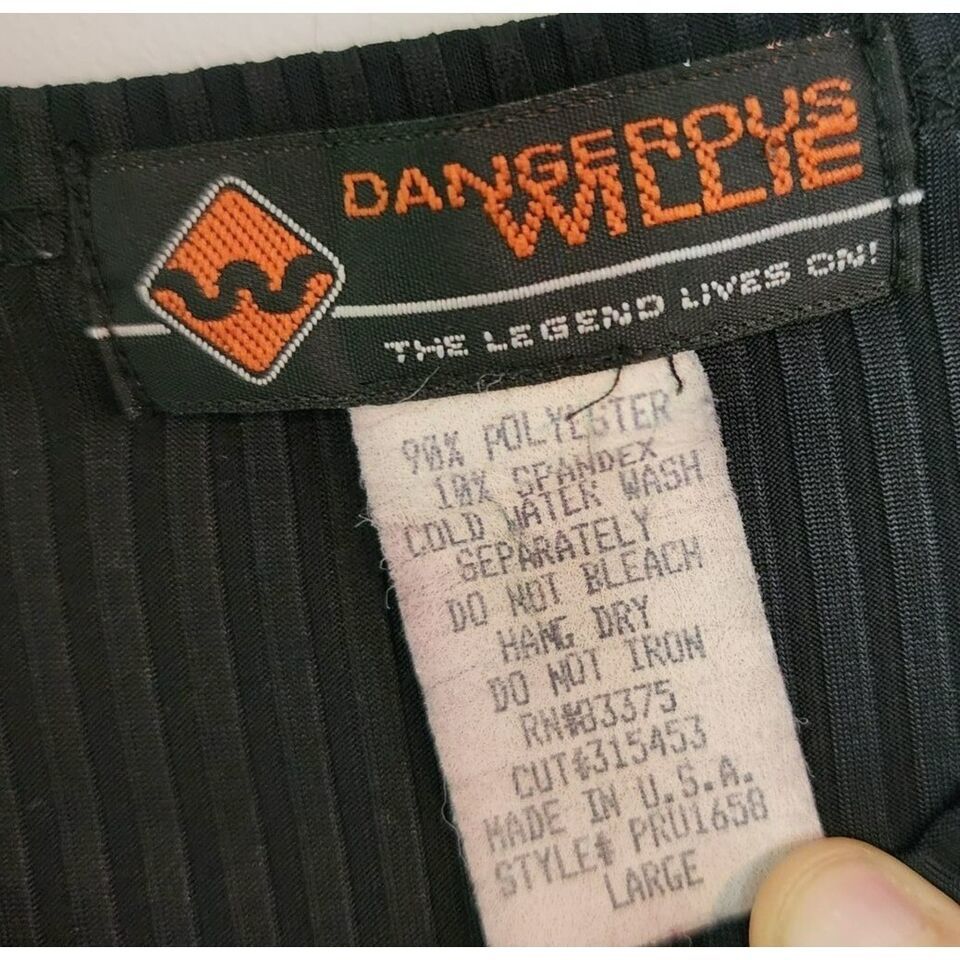 DANGEROUS
WILLIE
THE LEGEND LIVES ON!
90% POLYESTER
10% SPANDEX
COLD WATER WASH
SEPARATELY
DO NOT BLEACH
HANG DRY
DO NOT IRON
RN#83375
CUT#315453
MADE IN U.S.A.
STYLE# PRU1650
LARGE